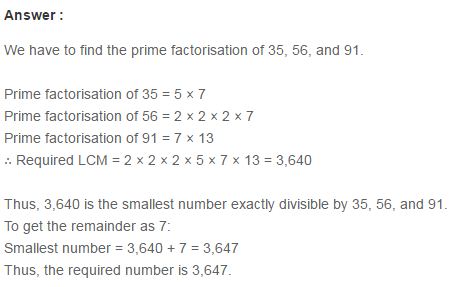 Answer :
We have to find the prime factorisation of 35, 56, and 91.
Prime factorisation of 35 = 5 × 7
Prime factorisation of 56 = 2 × 2 × 2 × 7
Prime factorisation of 91 = 7 × 13
∴ Required LCM = 2 × 2 × 2 × 5 × 7 × 13 = 3,640
Thus, 3,640 is the smallest number exactly divisible by 35, 56, and 91.
To get the remainder as 7:
Smallest number = 3,640 + 7 = 3,647
Thus, the required number is 3,647.